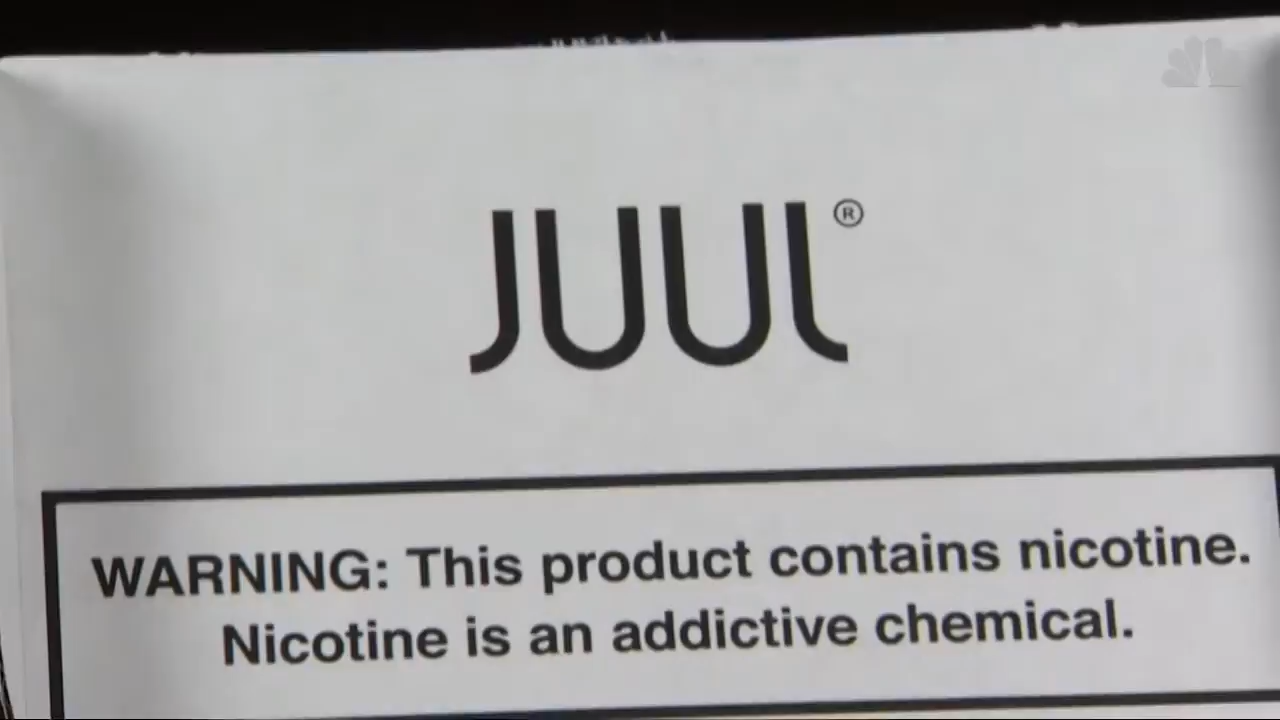 JUUL®
WARNING: This product contains nicotine.
Nicotine is an addictive chemical.